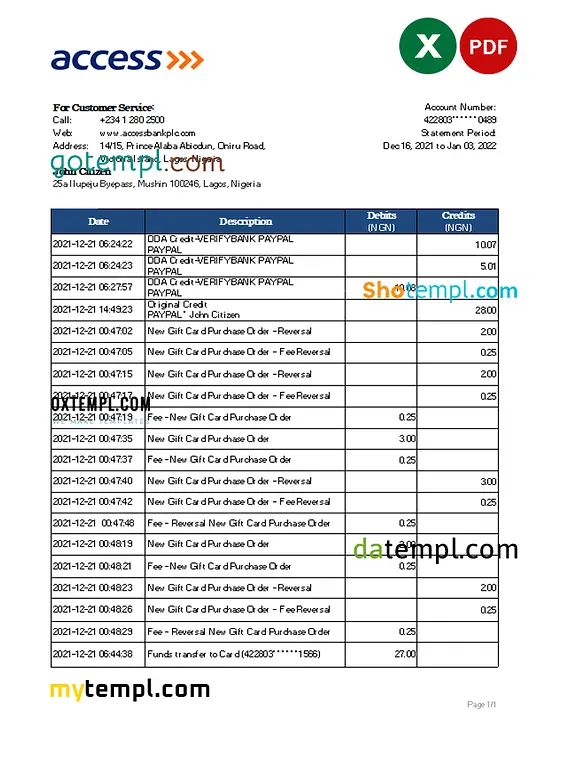 access
X
PDF
For Customer Service:
Call: +234 1 280 2500
Web: www.accessbankplc.com
Address: 14/15, Prince Alaba Abiodun, Oniru Road,
Victoria Island, Lagos, Nigeria
gotempl.com
John Citizen
25a Ilupeju Byepass, Mushin 100246, Lagos, Nigeria
Account Number:
422803******0489
Statement Period:
Dec 16, 2021 to Jan 03, 2022
Date Description Debits (NGN) Credits (NGN)
2021-12-21 06:24:22 DDA Credit-VERIFYBANK PAYPAL PAYPAL 10.07
2021-12-21 06:24:23 DDA Credit-VERIFYBANK PAYPAL PAYPAL 5.01
2021-12-21 06:27:57 DDA Credit-VERIFYBANK PAYPAL PAYPAL
Shotempl.com
2021-12-21 14:49:23 Original Credit PAYPAL* John Citizen 28.00
2021-12-21 00:47:02 New Gift Card Purchase Order -Reversal 2.00
2021-12-21 00:47:05 New Gift Card Purchase Order - Fee Reversal 0.25
2021-12-21 00:47:15 New Gift Card Purchase Order -Reversal 2.00
2021-12-21 00:47:17 New Gift Card Purchase Order - Fee Reversal 0.25
OXTEMPL.COM
2021-12-21 00:47:19 Fee -New Gift Card Purchase Order 0.25
WE MAKE TEMPLATES
2021-12-21 00:47:35 New Gift Card Purchase Order 3.00
2021-12-21 00:47:37 Fee -New Gift Card Purchase Order 0.25
2021-12-21 00:47:40 New Gift Card Purchase Order -Reversal 3.00
2021-12-21 00:47:42 New Gift Card Purchase Order - Fee Reversal 0.25
2021-12-21 00:47:48 Fee - Reversal New Gift Card Purchase Order 0.25
2021-12-21 00:48:19 New Gift Card Purchase Order
datempl.com
2021-12-21 00:48:21 Fee -New Gift Card Purchase Order 0.25
2021-12-21 00:48:23 New Gift Card Purchase Order -Reversal 2.00
2021-12-21 00:48:26 New Gift Card Purchase Order - Fee Reversal 0.25
2021-12-21 00:48:29 Fee - Reversal New Gift Card Purchase Order 0.25
2021-12-21 06:44:38 Funds transfer to Card (422803******1566) 27.00
mytempl.com
Page 1/1